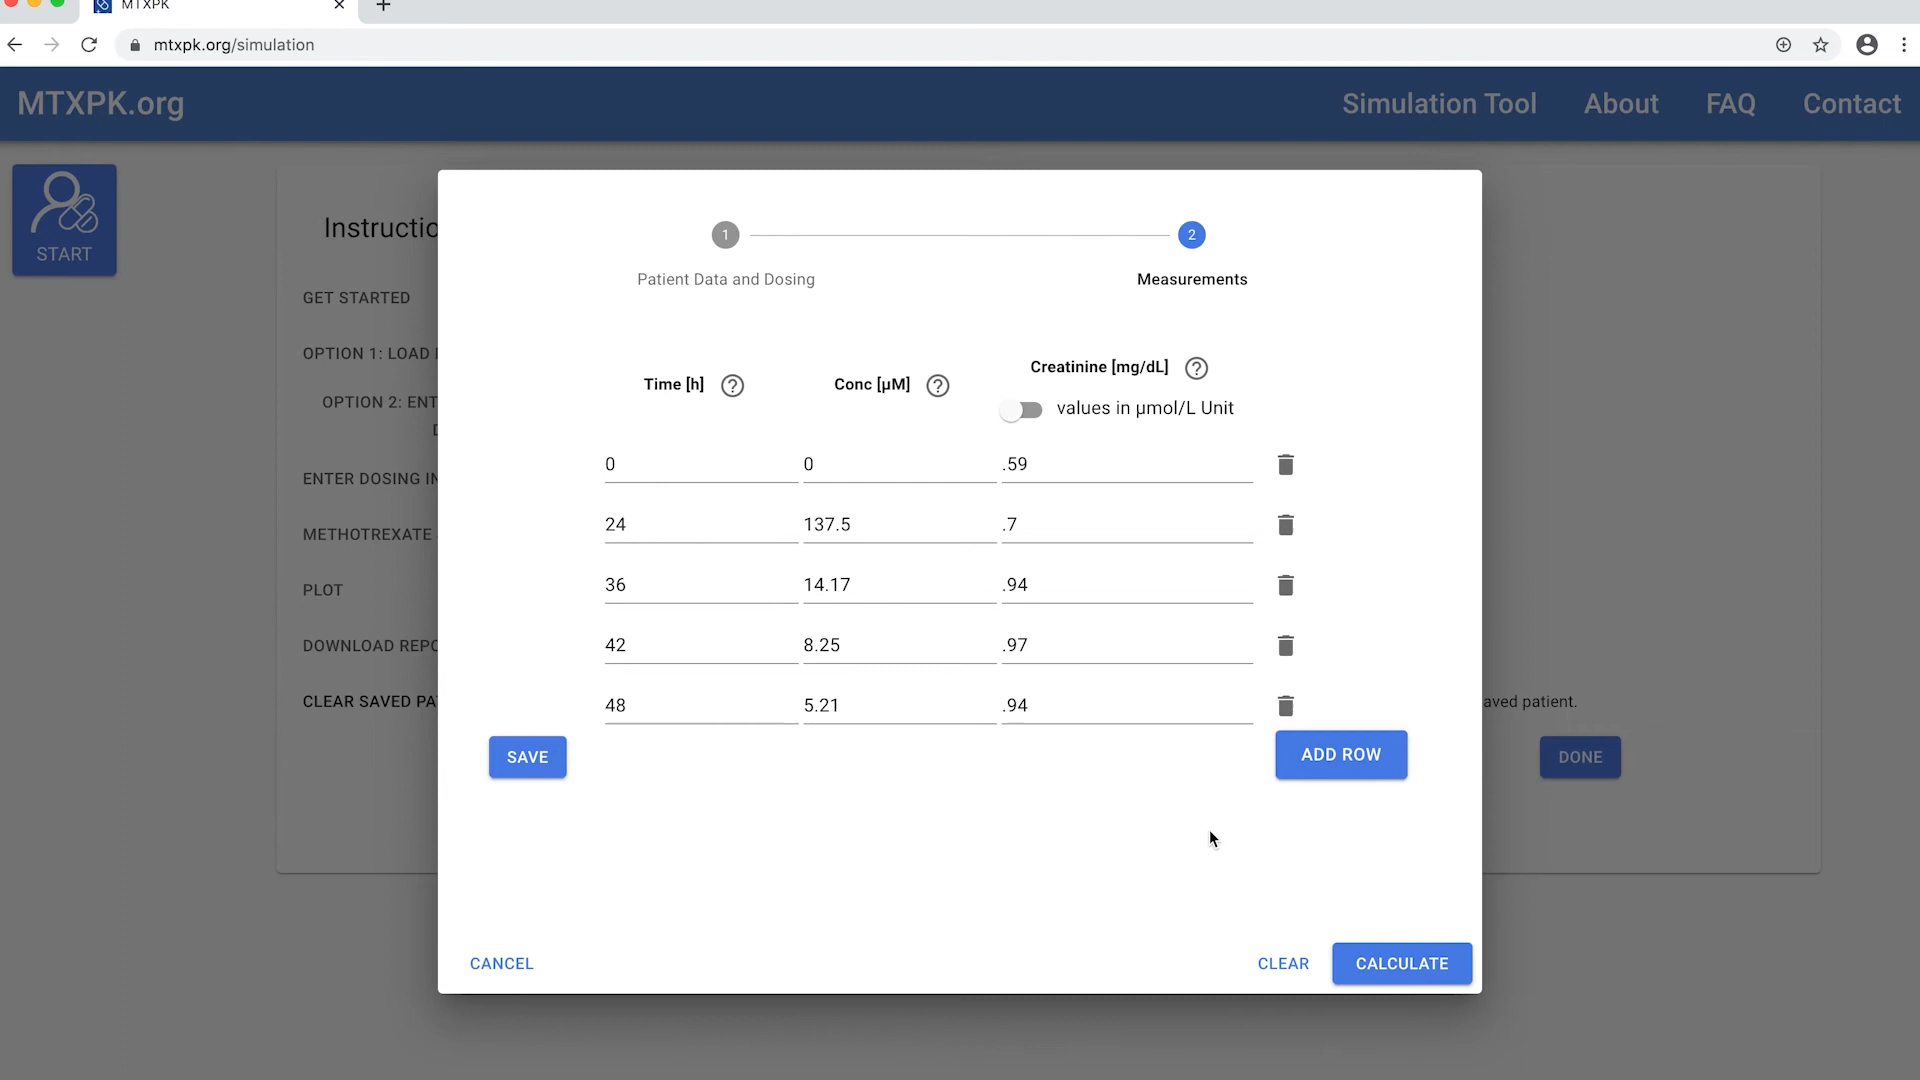 MTXPK
mtxpk.org/simulation
MTXPK.org
Simulation Tool About FAQ Contact
START
Instructio
GET STARTED
OPTION 1: LOAD
OPTION 2: ENT
ENTER DOSING IN
METHOTREXATE
PLOT
DOWNLOAD REPO
CLEAR SAVED PA
aved patient.
DONE
1 2
Patient Data and Dosing Measurements
Time [h] ? Conc [µM] ? Creatinine [mg/dL] ?
values in µmol/L Unit
0 0 .59
24 137.5 .7
36 14.17 .94
42 8.25 .97
48 5.21 .94
SAVE ADD ROW
CANCEL CLEAR CALCULATE